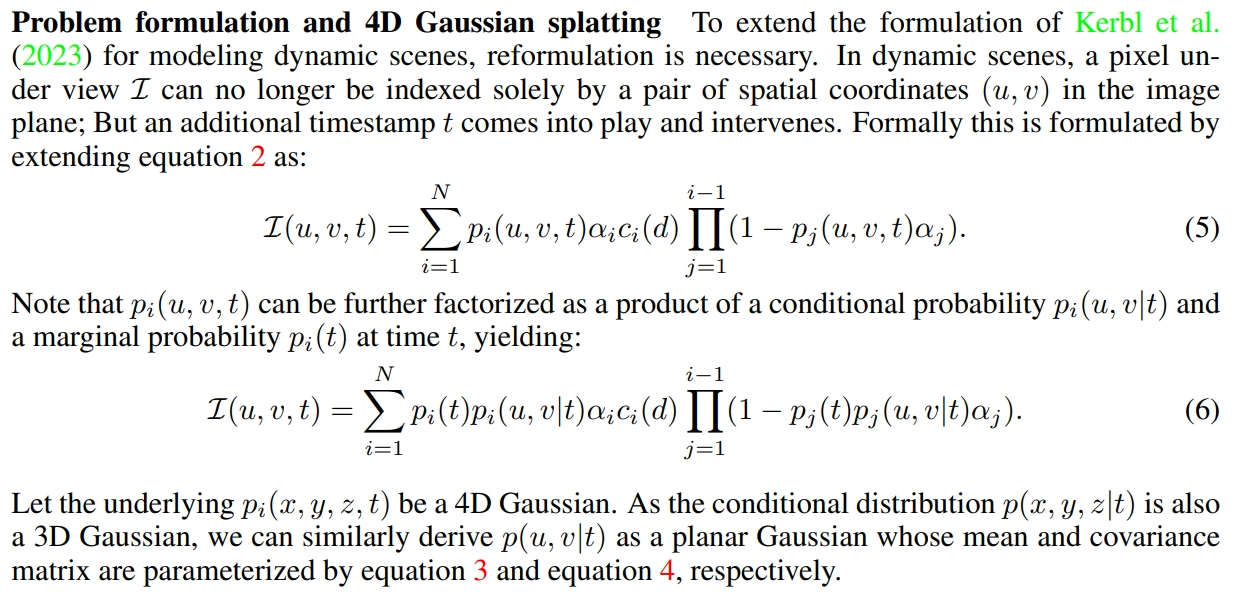 Problem formulation and 4D Gaussian splatting To extend the formulation of Kerbl et al.
(2023) for modeling dynamic scenes, reformulation is necessary. In dynamic scenes, a pixel un-
der view $\mathcal{I}$ can no longer be indexed solely by a pair of spatial coordinates $(u, v)$ in the image
plane; But an additional timestamp $t$ comes into play and intervenes. Formally this is formulated by
extending equation 2 as:
$$\mathcal{I}(u, v, t) = \sum_{i=1}^{N} p_i(u, v, t)\alpha_i c_i(d) \prod_{j=1}^{i-1} (1 - p_j(u, v, t)\alpha_j). \quad (5)$$
Note that $p_i(u, v, t)$ can be further factorized as a product of a conditional probability $p_i(u, v|t)$ and
a marginal probability $p_i(t)$ at time $t$, yielding:
$$\mathcal{I}(u, v, t) = \sum_{i=1}^{N} p_i(t)p_i(u, v|t)\alpha_i c_i(d) \prod_{j=1}^{i-1} (1 - p_j(t)p_j(u, v|t)\alpha_j). \quad (6)$$
Let the underlying $p_i(x, y, z, t)$ be a 4D Gaussian. As the conditional distribution $p(x, y, z|t)$ is also
a 3D Gaussian, we can similarly derive $p(u, v|t)$ as a planar Gaussian whose mean and covariance
matrix are parameterized by equation 3 and equation 4, respectively.